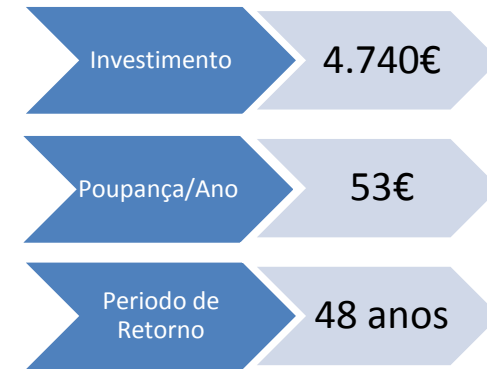 Investimento
4.740€
Poupança/Ano
53€
Periodo de
Retorno
48 anos